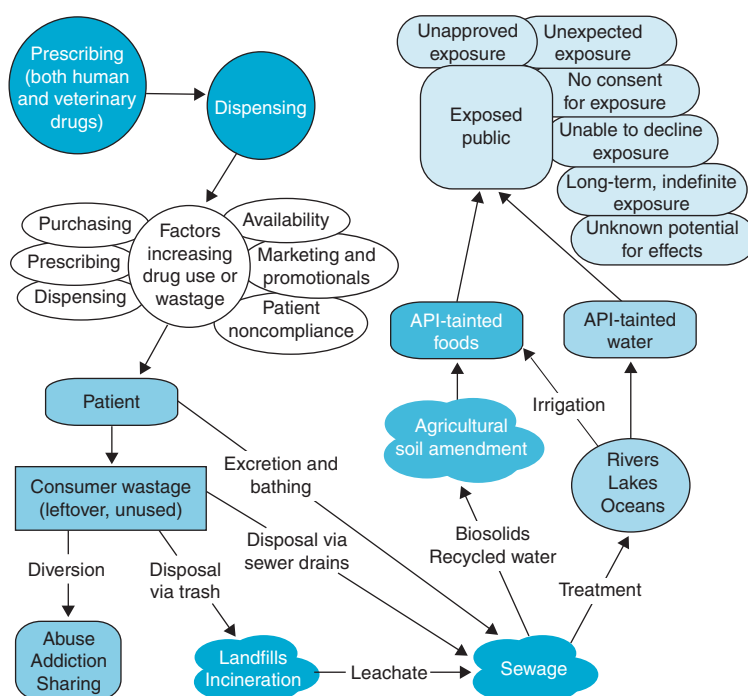 Prescribing
(both human
and veterinary
drugs)
Dispensing
Unapproved
exposure
Unexpected
exposure
No consent
for exposure
Exposed
public
Unable to decline
exposure
Long-term, indefinite
exposure
Unknown potential
for effects
Purchasing
Prescribing
Dispensing
Factors
increasing
drug use or
wastage
Availability
Marketing and
promotionals
Patient
noncompliance
API-tainted
foods
API-tainted
water
Patient
Irrigation
Agricultural
soil amendment
Excretion and
bathing
Rivers
Lakes
Oceans
Consumer wastage
(leftover, unused)
Disposal via
sewer drains
Biosolids
Recycled water
Diversion
Disposal
via trash
Treatment
Abuse
Addiction
Sharing
Landfills
Incineration
Leachate
Sewage